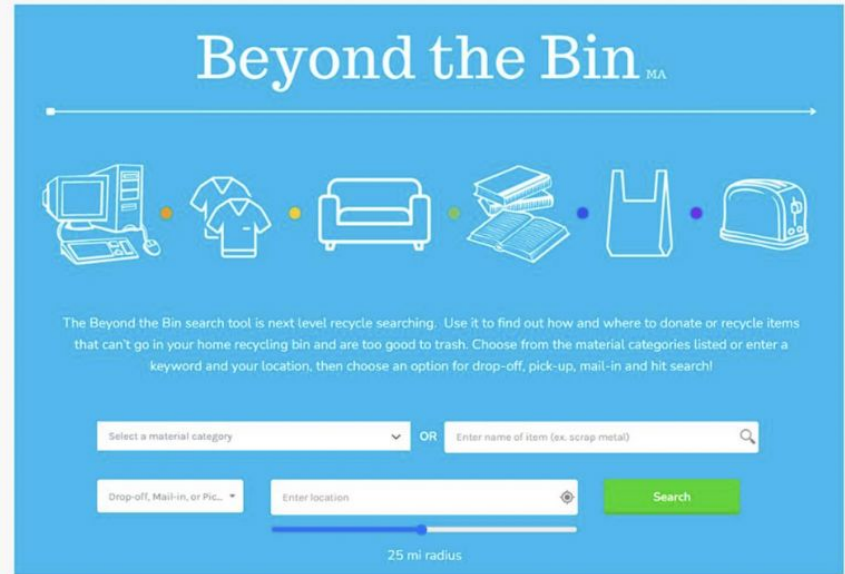 Beyond the Bin MA
The Beyond the Bin search tool is next level recycle searching. Use it to find out how and where to donate or recycle items
that can't go in your home recycling bin and are too good to trash. Choose from the material categories listed or enter a
keyword and your location, then choose an option for drop-off, pick-up, mail-in and hit search!
Select a material category OR Enter name of item (ex. scrap metal)
Drop-off, Mail-in, or Pic... Enter location Search
25 mi radius